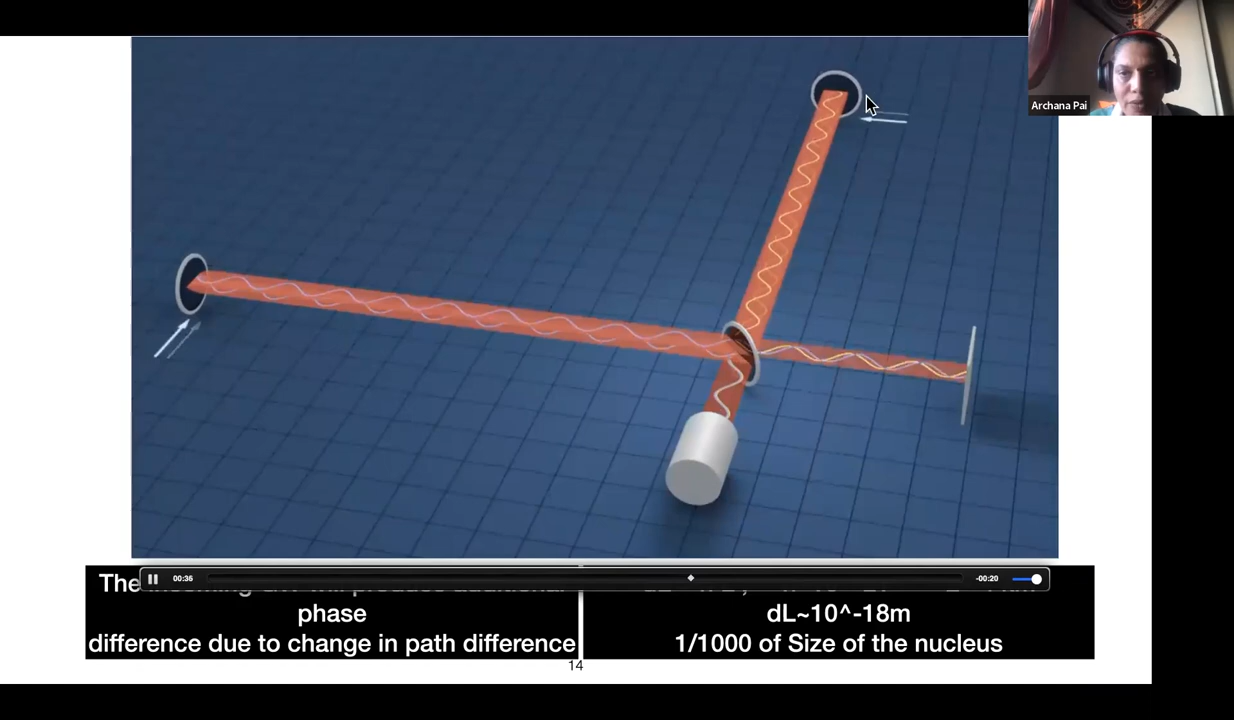 Archana Pai
The
00:36
-00:20
phase
difference due to change in path difference
dL~10^-18m
1/1000 of Size of the nucleus
14